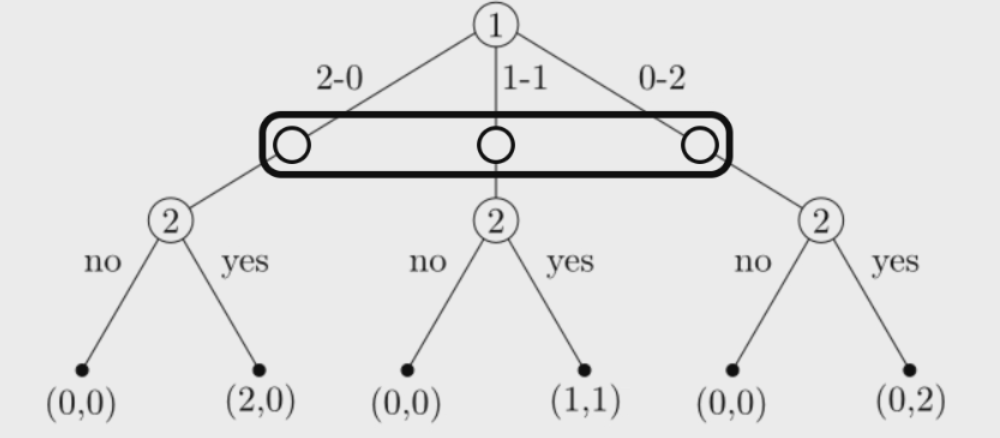 1
2-0 1-1 0-2
2 2 2
no yes no yes no yes
(0,0) (2,0) (0,0) (1,1) (0,0) (0,2)